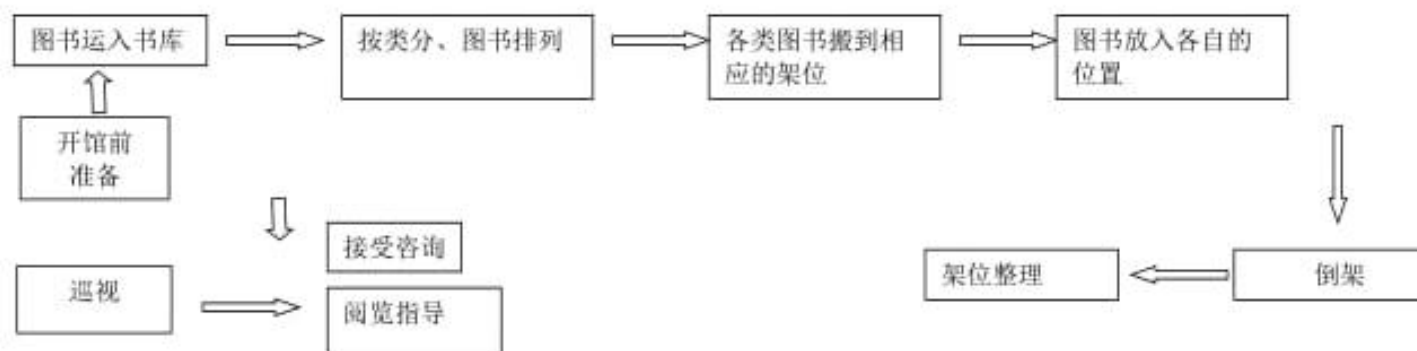 图书运入书库
按类分、图书排列
各类图书搬到相
应的架位
图书放入各自的
位置
开馆前
准备
接受咨询
巡视
阅览指导
架位整理
倒架